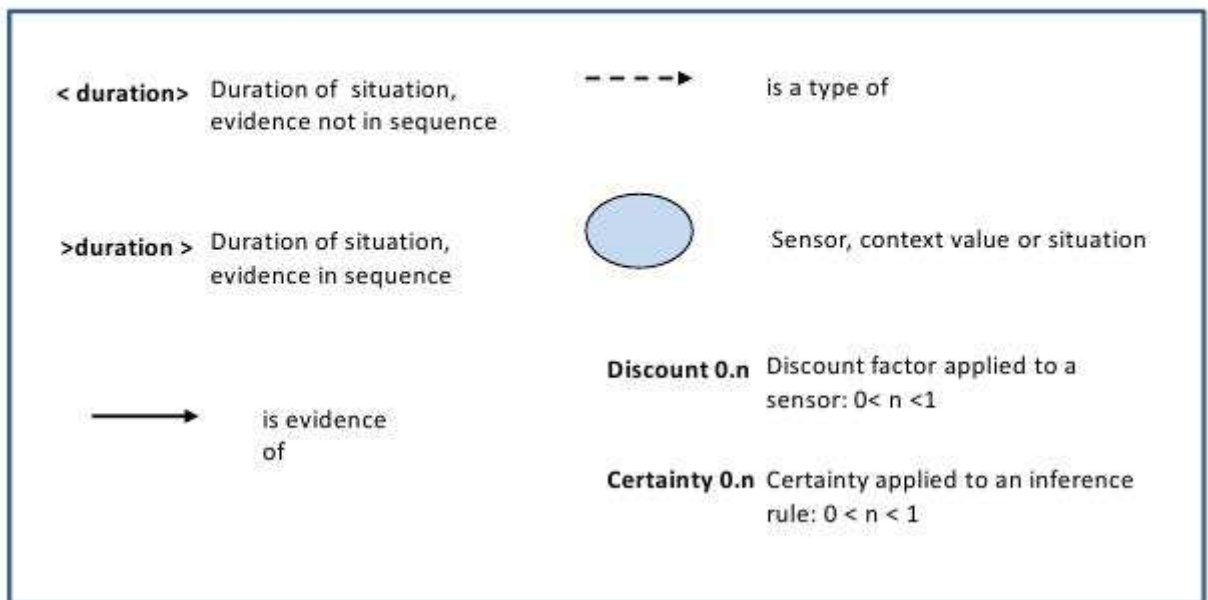 < duration> Duration of situation,
evidence not in sequence
is a type of
>duration > Duration of situation,
evidence in sequence
Sensor, context value or situation
is evidence
of
Discount 0.n Discount factor applied to a
sensor: 0< n <1
Certainty 0.n Certainty applied to an inference
rule: 0 < n < 1